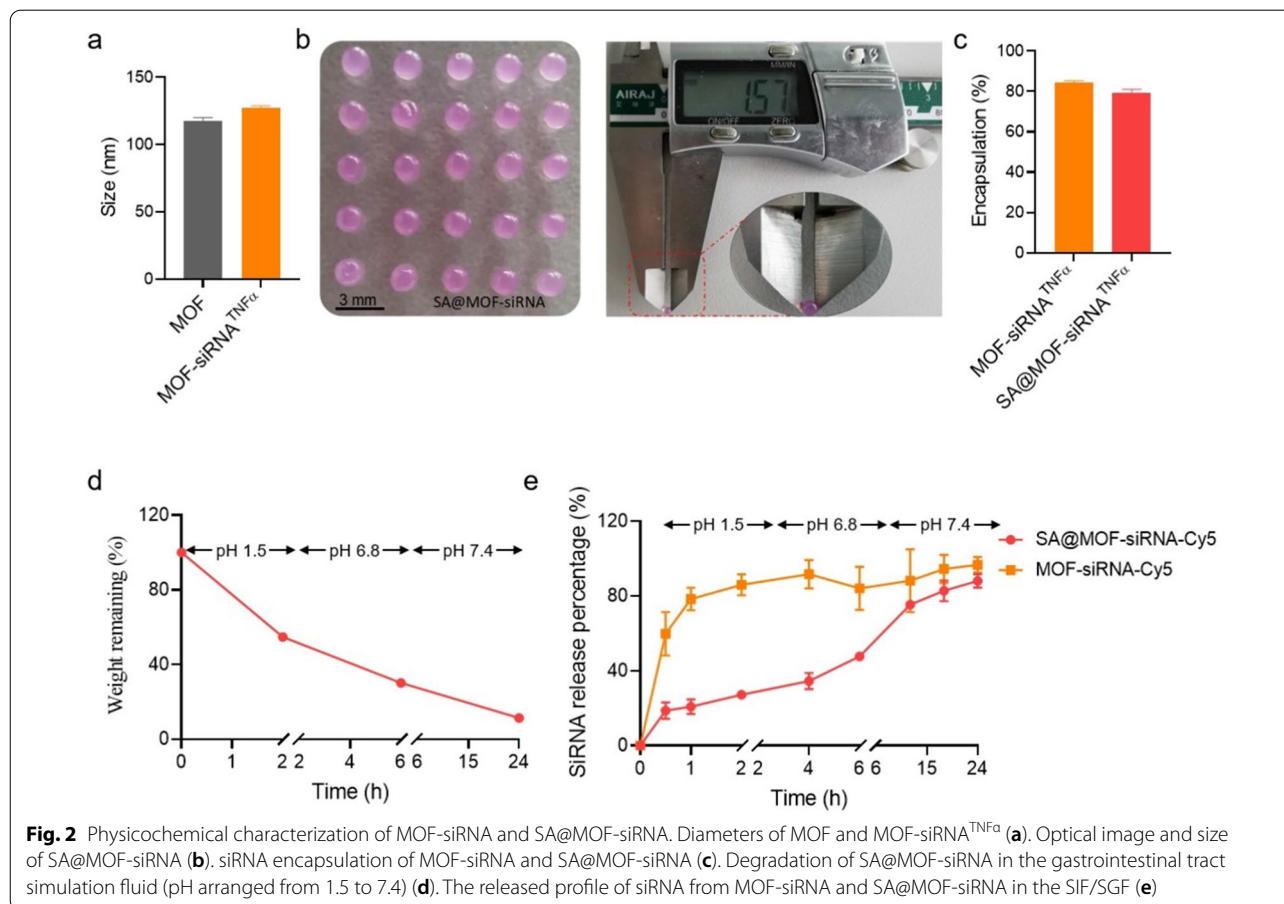 a
150
100
50
0
Size (nm)
MOF
MOF-siRNA TNFα
b
3 mm
SA@MOF-siRNA
AIRAJ
MM/IN
1.57
ON/OFF
ZERO
c
100
80
60
40
20
0
Encapsulation (%)
MOF-siRNA TNFα
SA@MOF-siRNA TNFα
d
120
80
40
0
Weight remaining (%)
pH 1.5
pH 6.8
pH 7.4
0 1 2 2 4 6 6 15 24
Time (h)
e
120
80
40
0
SiRNA release percentage (%)
pH 1.5
pH 6.8
pH 7.4
0 1 2 2 4 6 6 15 24
Time (h)
SA@MOF-siRNA-Cy5
MOF-siRNA-Cy5
Fig. 2 Physicochemical characterization of MOF-siRNA and SA@MOF-siRNA. Diameters of MOF and MOF-siRNA TNFα (a). Optical image and size
of SA@MOF-siRNA (b). siRNA encapsulation of MOF-siRNA and SA@MOF-siRNA (c). Degradation of SA@MOF-siRNA in the gastrointestinal tract
simulation fluid (pH arranged from 1.5 to 7.4) (d). The released profile of siRNA from MOF-siRNA and SA@MOF-siRNA in the SIF/SGF (e)